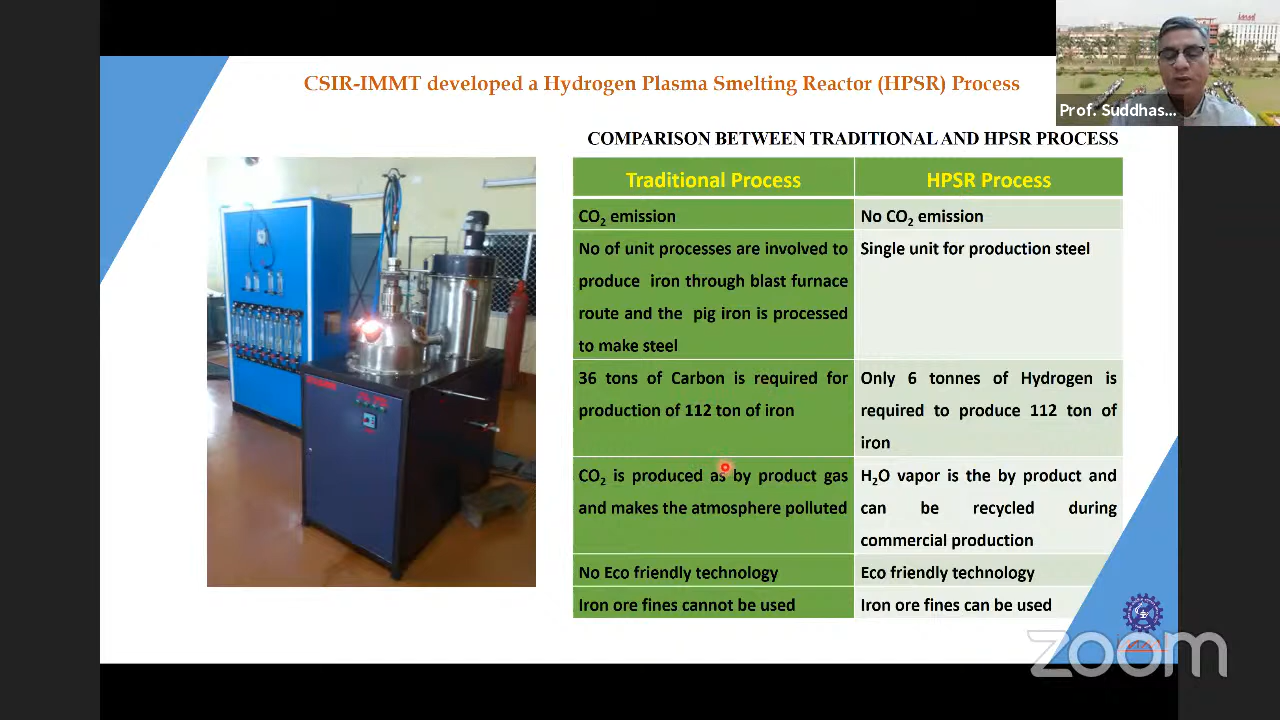 CSIR-IMMT developed a Hydrogen Plasma Smelting Reactor (HPSR) Process
Prof. Suddhas...
COMPARISON BETWEEN TRADITIONAL AND HPSR PROCESS
Traditional Process
HPSR Process
CO₂ emission
No CO₂ emission
No of unit processes are involved to
produce iron through blast furnace
route and the pig iron is processed
to make steel
Single unit for production steel
36 tons of Carbon is required for
production of 112 ton of iron
Only 6 tonnes of Hydrogen is
required to produce 112 ton of
iron
CO₂ is produced as by product gas
and makes the atmosphere polluted
H₂O vapor is the by product and
can be recycled during
commercial production
No Eco friendly technology
Eco friendly technology
Iron ore fines cannot be used
Iron ore fines can be used
zoom